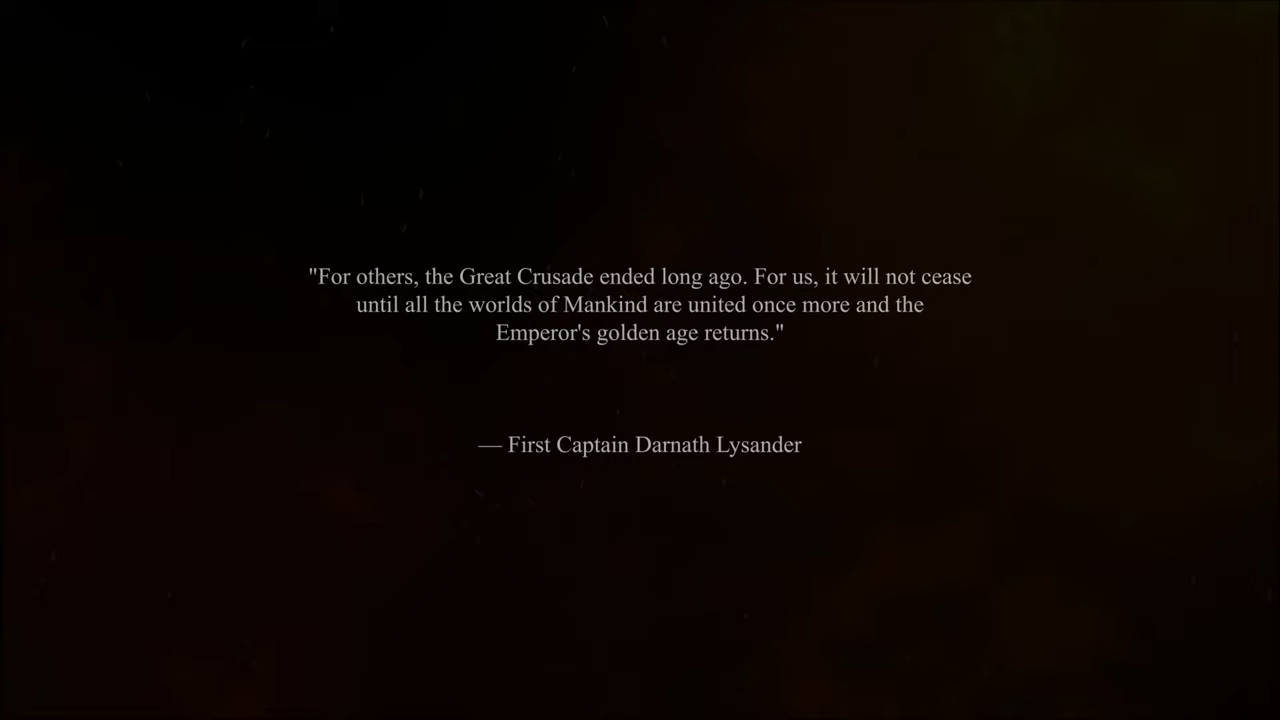 "For others, the Great Crusade ended long ago. For us, it will not cease
until all the worlds of Mankind are united once more and the
Emperor's golden age returns."
— First Captain Darnath Lysander